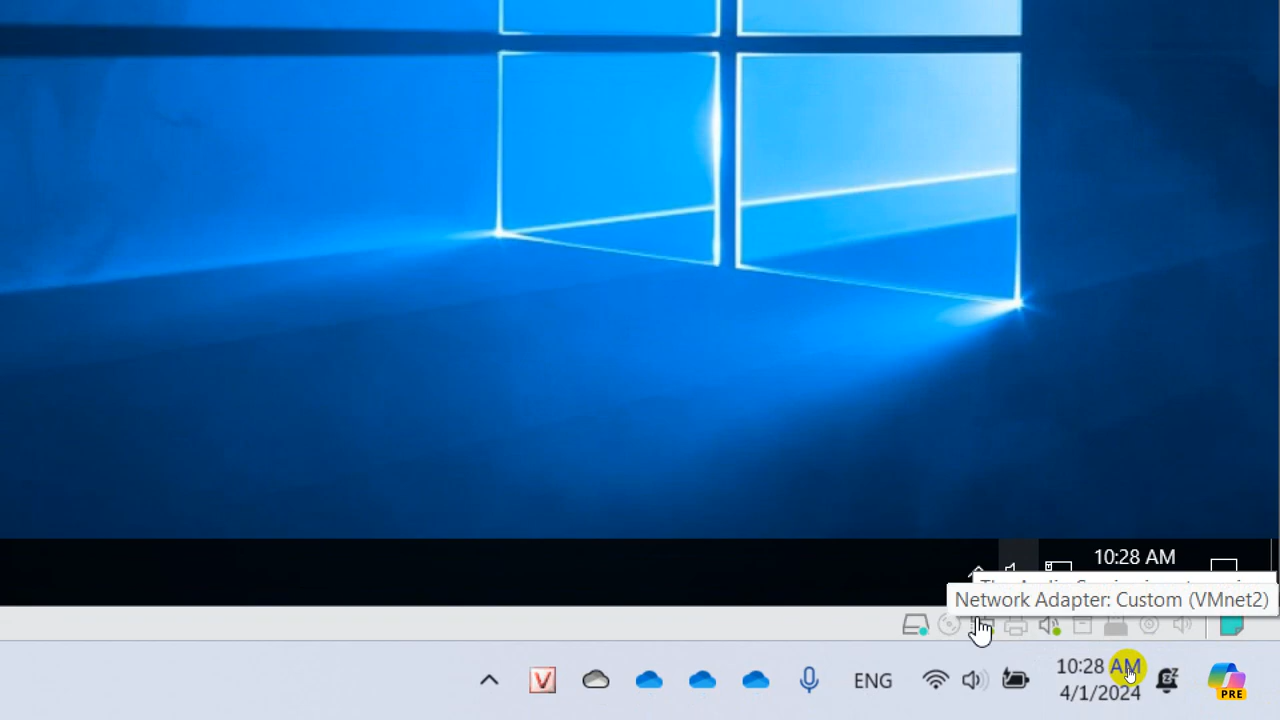 10:28 AM
Network Adapter: Custom (VMnet2)
V
ENG
10:28 AM
4/1/2024
PRE